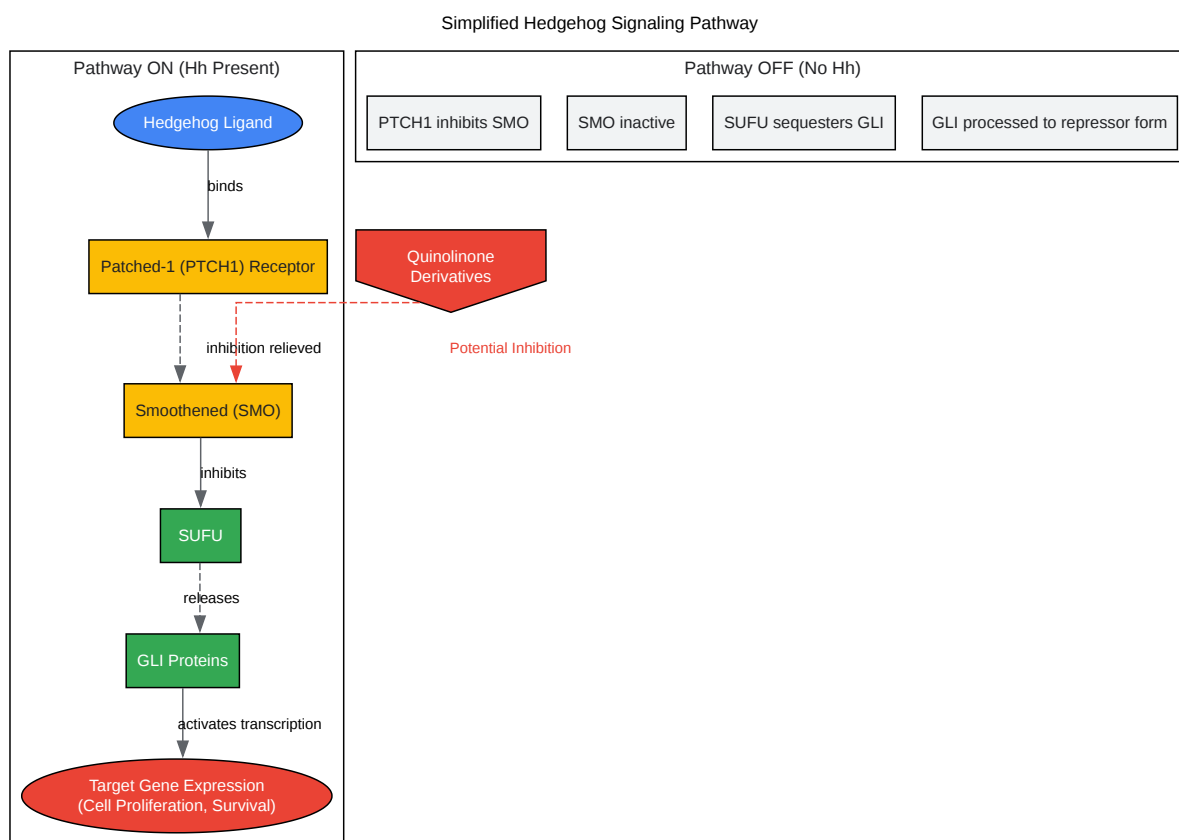 Simplified Hedgehog Signaling Pathway
Pathway ON (Hh Present)
Hedgehog Ligand
binds
Patched-1 (PTCH1) Receptor
inhibition relieved
Smoothened (SMO)
inhibits
SUFU
releases
GLI Proteins
activates transcription
Target Gene Expression
(Cell Proliferation, Survival)
Pathway OFF (No Hh)
PTCH1 inhibits SMO
SMO inactive
SUFU sequesters GLI
GLI processed to repressor form
Quinolinone
Derivatives
Potential Inhibition